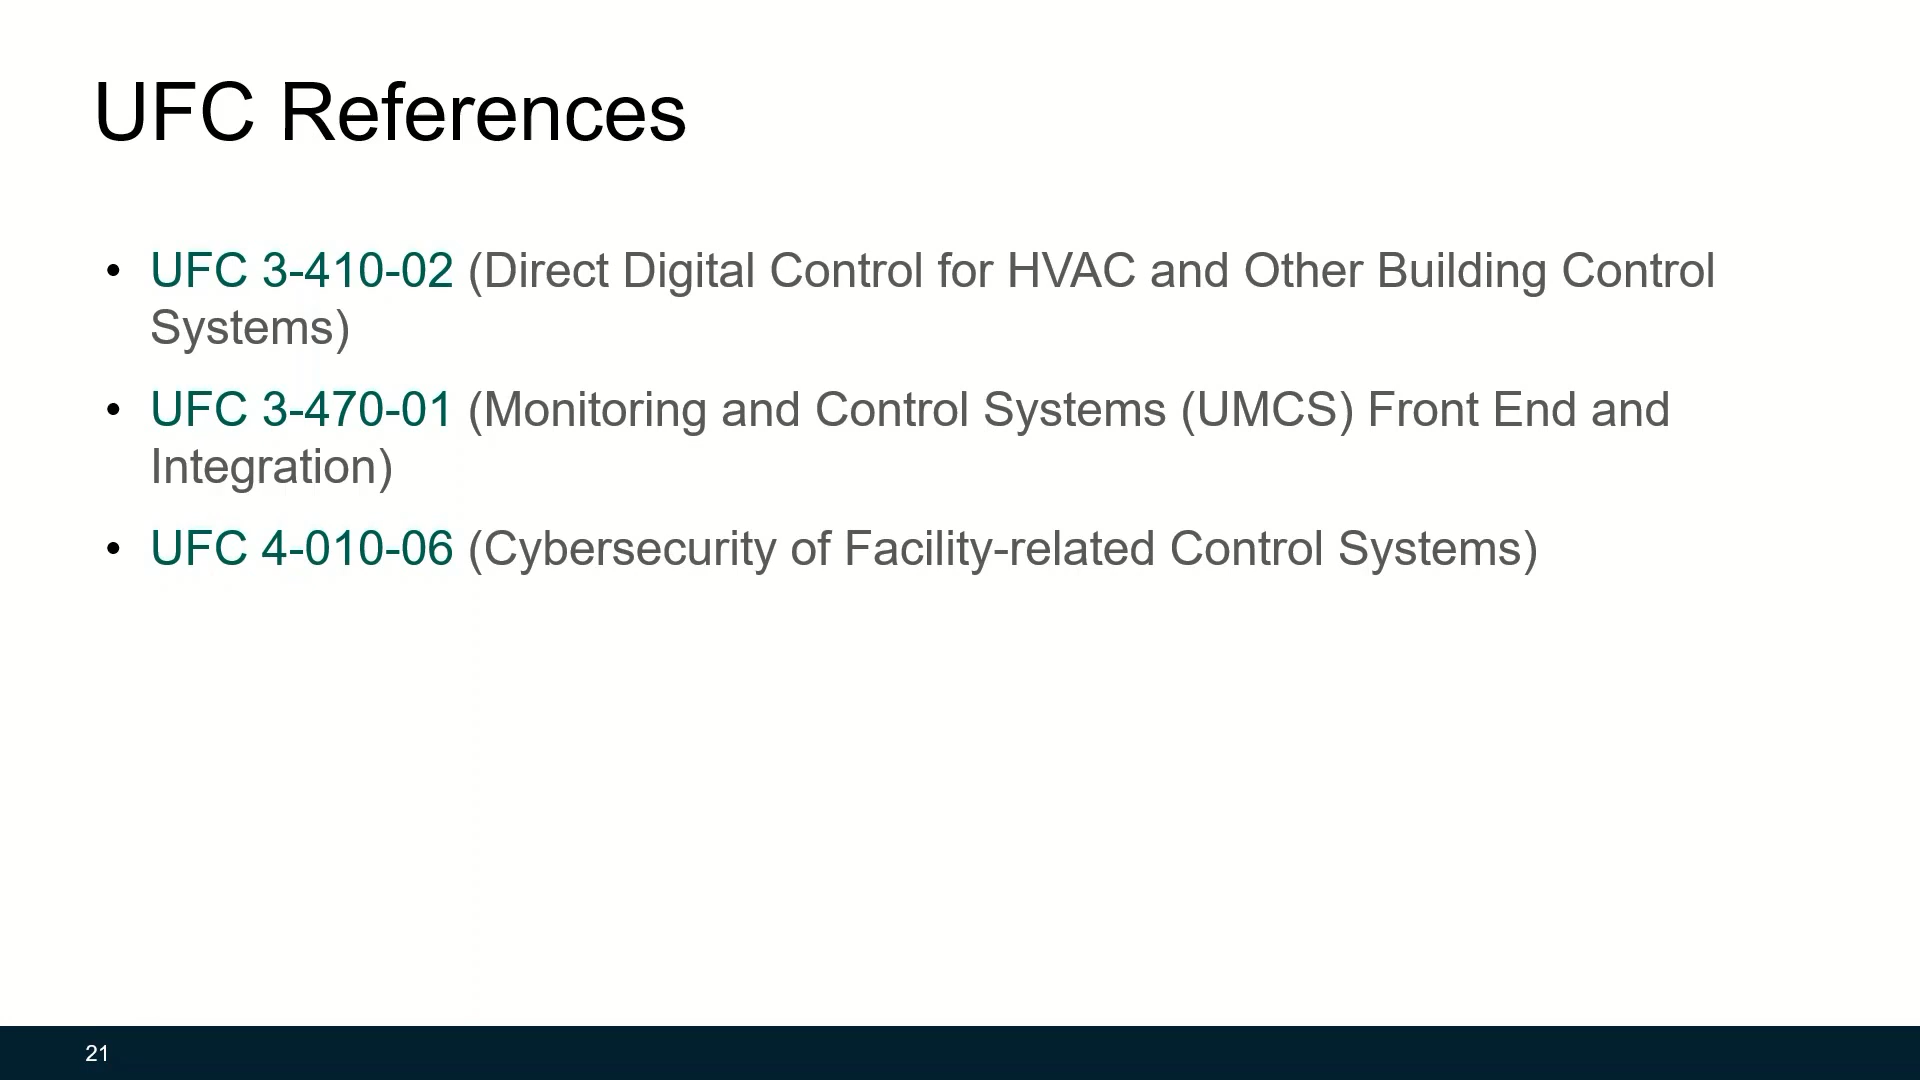 UFC References
• UFC 3-410-02 (Direct Digital Control for HVAC and Other Building Control
Systems)
• UFC 3-470-01 (Monitoring and Control Systems (UMCS) Front End and
Integration)
• UFC 4-010-06 (Cybersecurity of Facility-related Control Systems)
21